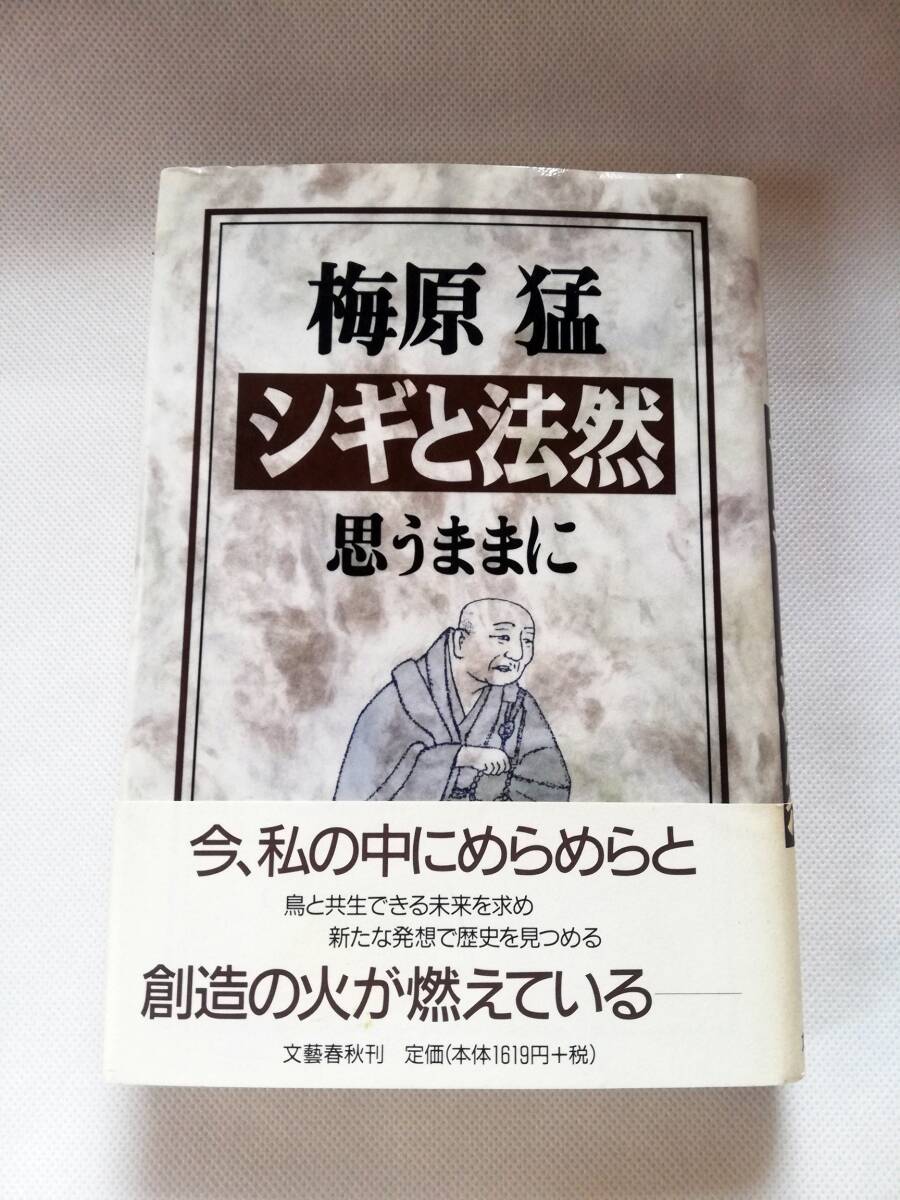 梅原 猛
シギと法然
思うままに
今、私の中にめらめらと
鳥と共生できる未来を求め
新たな発想で歴史を見つめる
創造の火が燃えている――
文藝春秋刊 定価(本体1619円+税)